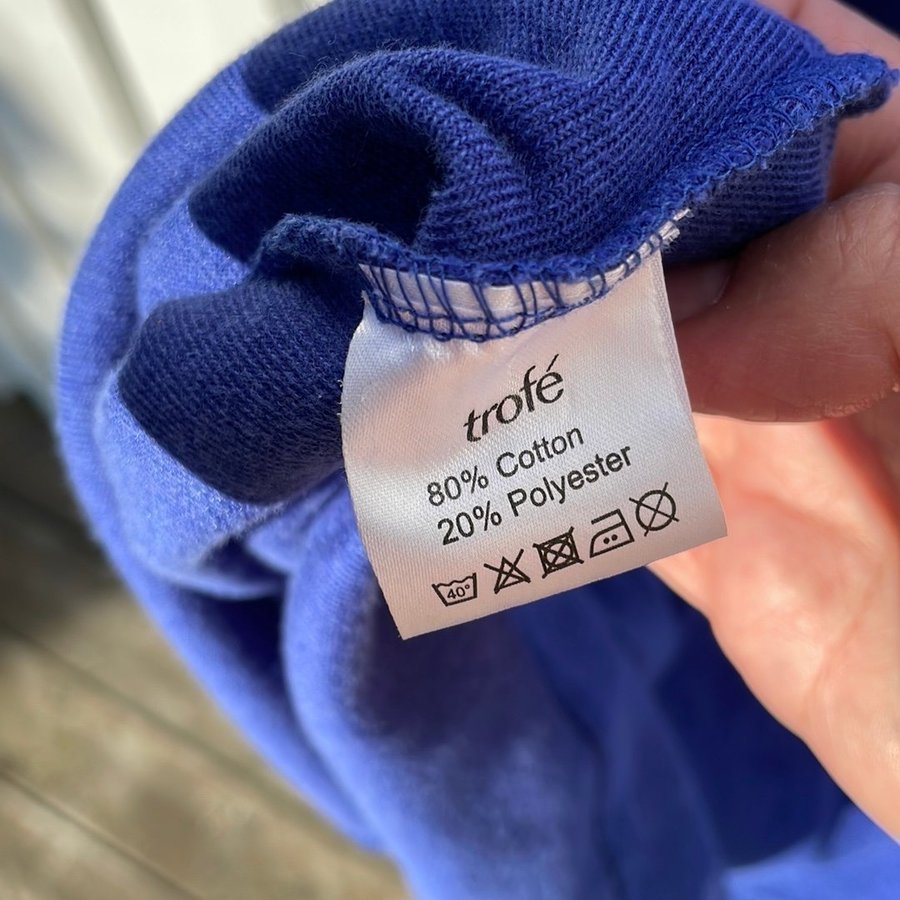 trofé
80% Cotton
20% Polyester
40°